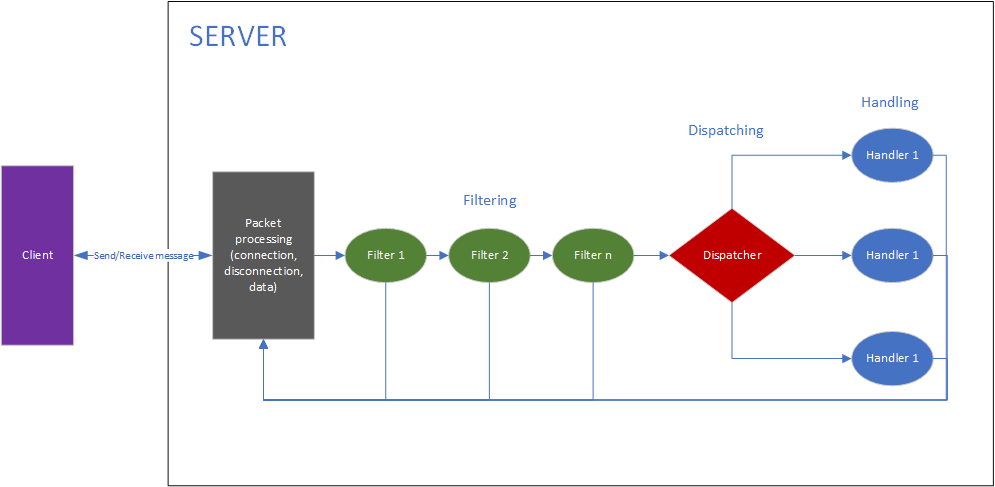 SERVER
Handling
Dispatching
Handler 1
Filtering
Packet
processing
(connection,
disconnection,
data)
Client
Send/Receive message
Filter 1
Filter 2
Filter n
Dispatcher
Handler 1
Handler 1